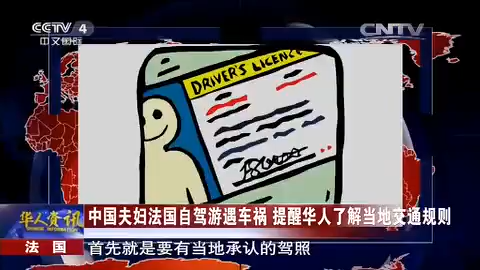 CCTV 4
中文国际
CNTV
DRIVER'S LICENCE
华人资讯
CHINESE INFORMATION
中国夫妇法国自驾游遇车祸 提醒华人了解当地交通规则
法国
首先就是要有当地承认的驾照